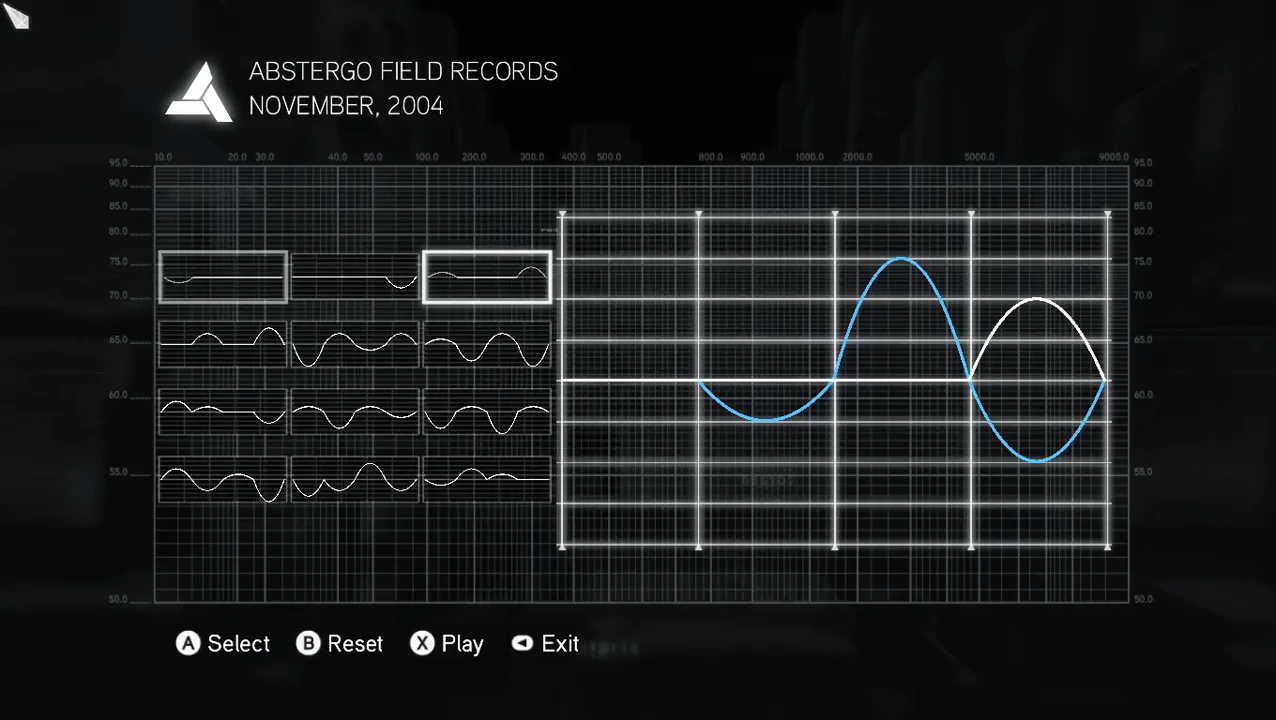 ABSTERGO FIELD RECORDS
NOVEMBER, 2004
10.0 20.0 30.0 40.0 50.0 100.0 200.0 300.0 400.0 500.0 800.0 900.0 1000.0 2000.0 5000.0 9000.0
95.0 95.0
90.0 90.0
85.0 85.0
80.0 80.0
75.0 75.0
70.0 70.0
65.0 65.0
60.0 60.0
55.0 55.0
50.0 50.0
A Select B Reset X Play Exit